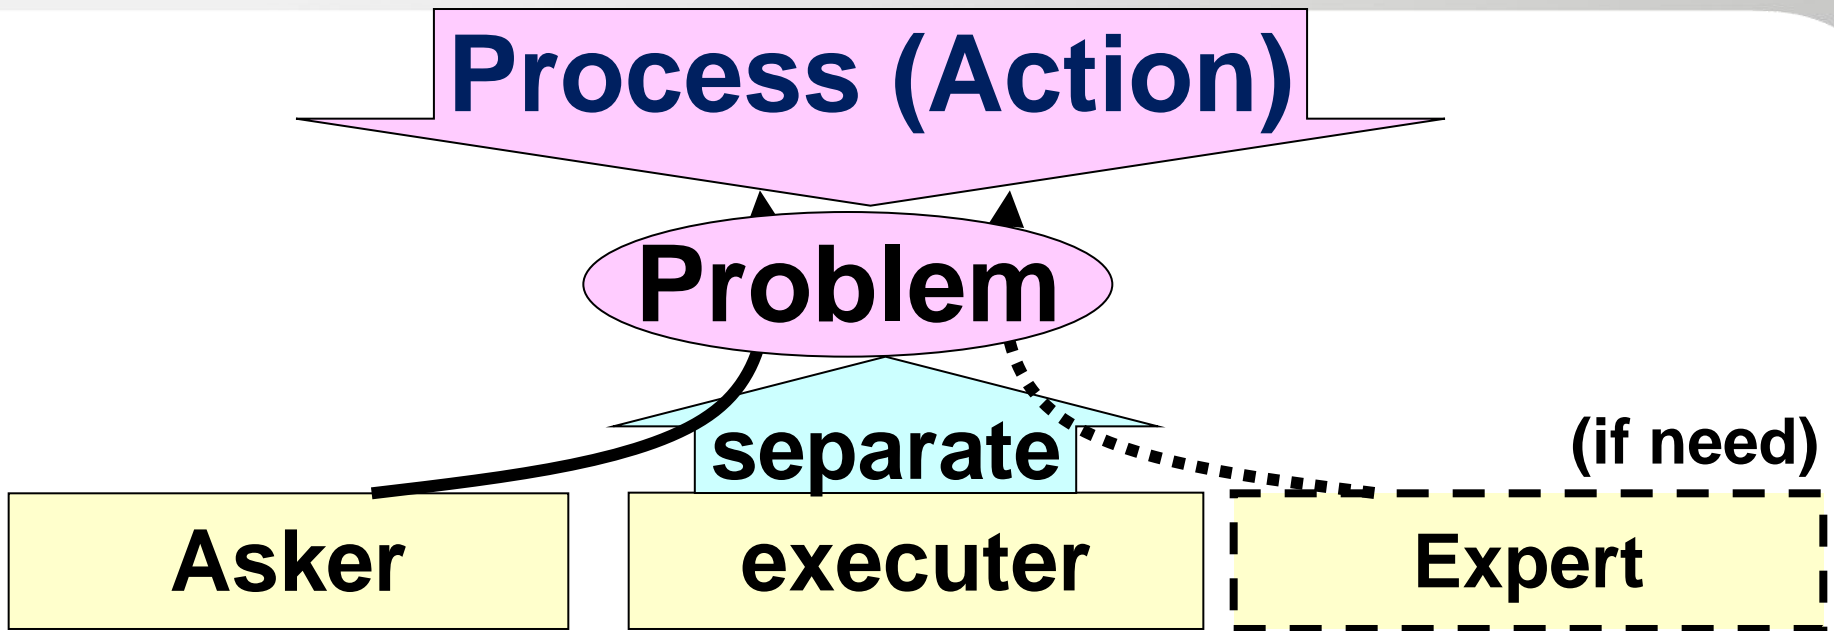 Process (Action)
Problem
separate
(if need)
Asker
executer
Expert